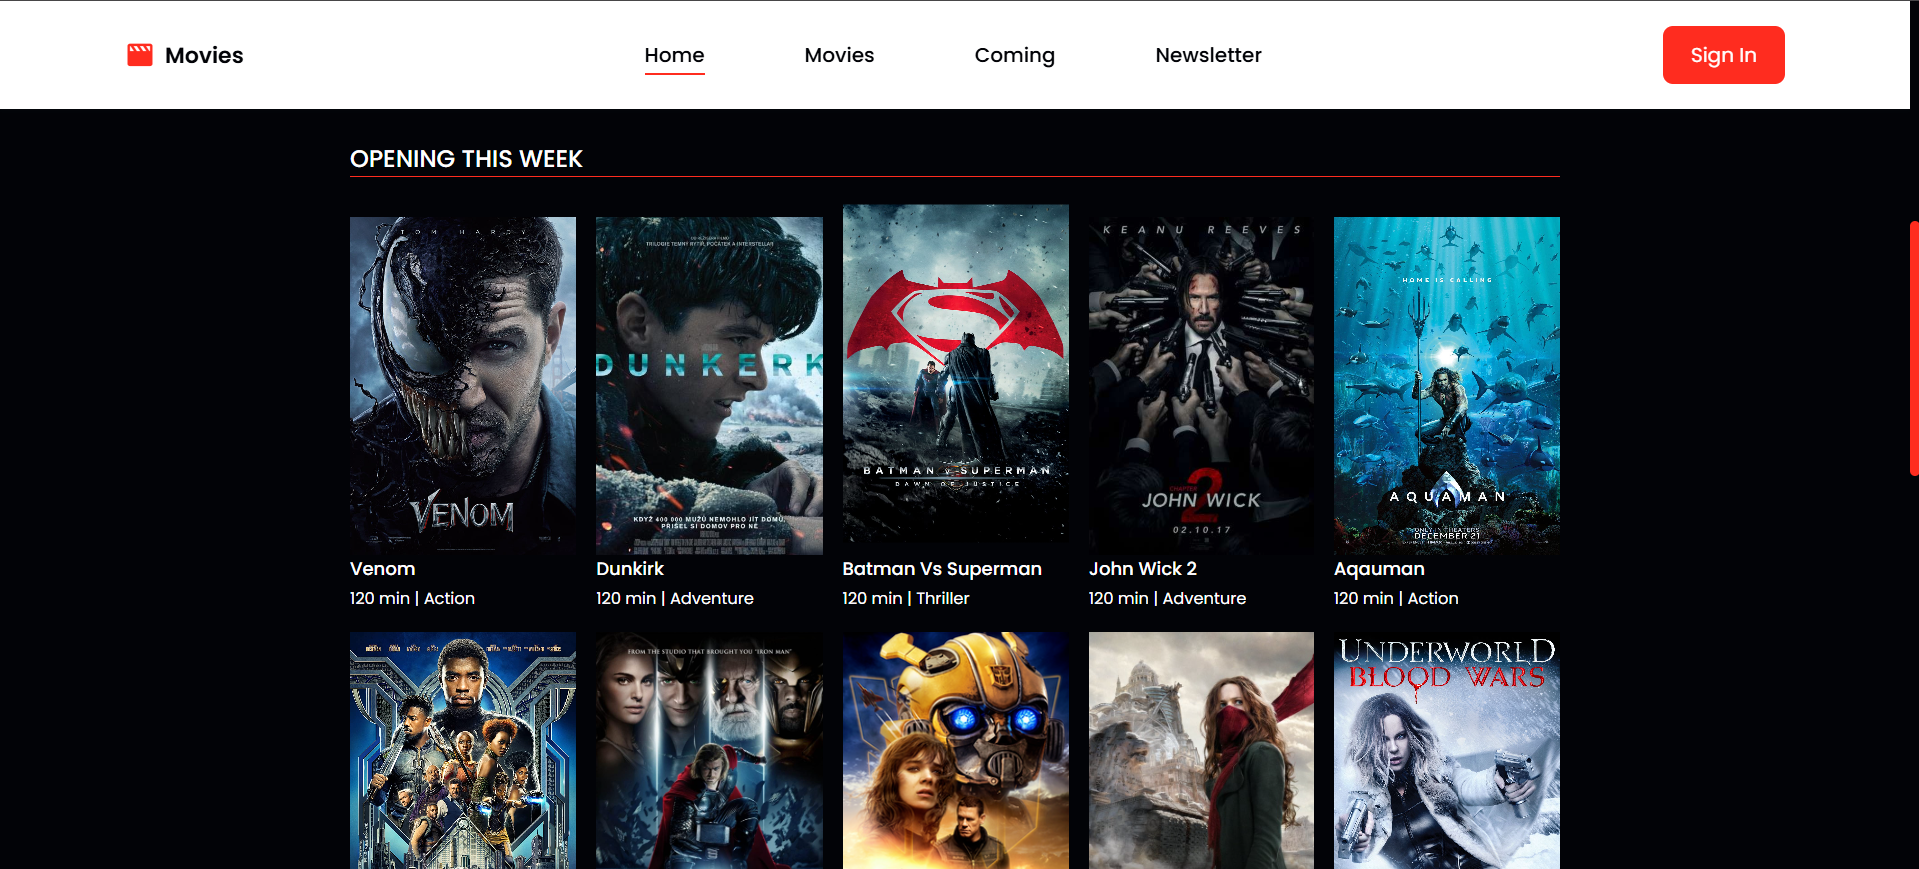 Movies
Home
Movies
Coming
Newsletter
Sign In
OPENING THIS WEEK
TOM HARDY
VENOM
TRILOGIE TEMNÝ RYTÍŘ, POČÁTEK A INTERSTELLAR
DUNKERK
KDYŽ 400 000 MUŽŮ NEMOHLO JÍT DOMŮ,
PŘIŠEL SI DOMOV PRO NĚ
BATMAN V SUPERMAN
DAWN OF JUSTICE
KEANU REEVES
CHAPTER 2
JOHN WICK
02.10.17
HOME IS CALLING
AQUAMAN
ONLY IN THEATERS
DECEMBER 21
Venom
120 min | Action
Dunkirk
120 min | Adventure
Batman Vs Superman
120 min | Thriller
John Wick 2
120 min | Adventure
Aqauman
120 min | Action
FROM THE STUDIO THAT BROUGHT YOU "IRON MAN"
UNDERWORLD
BLOOD WARS